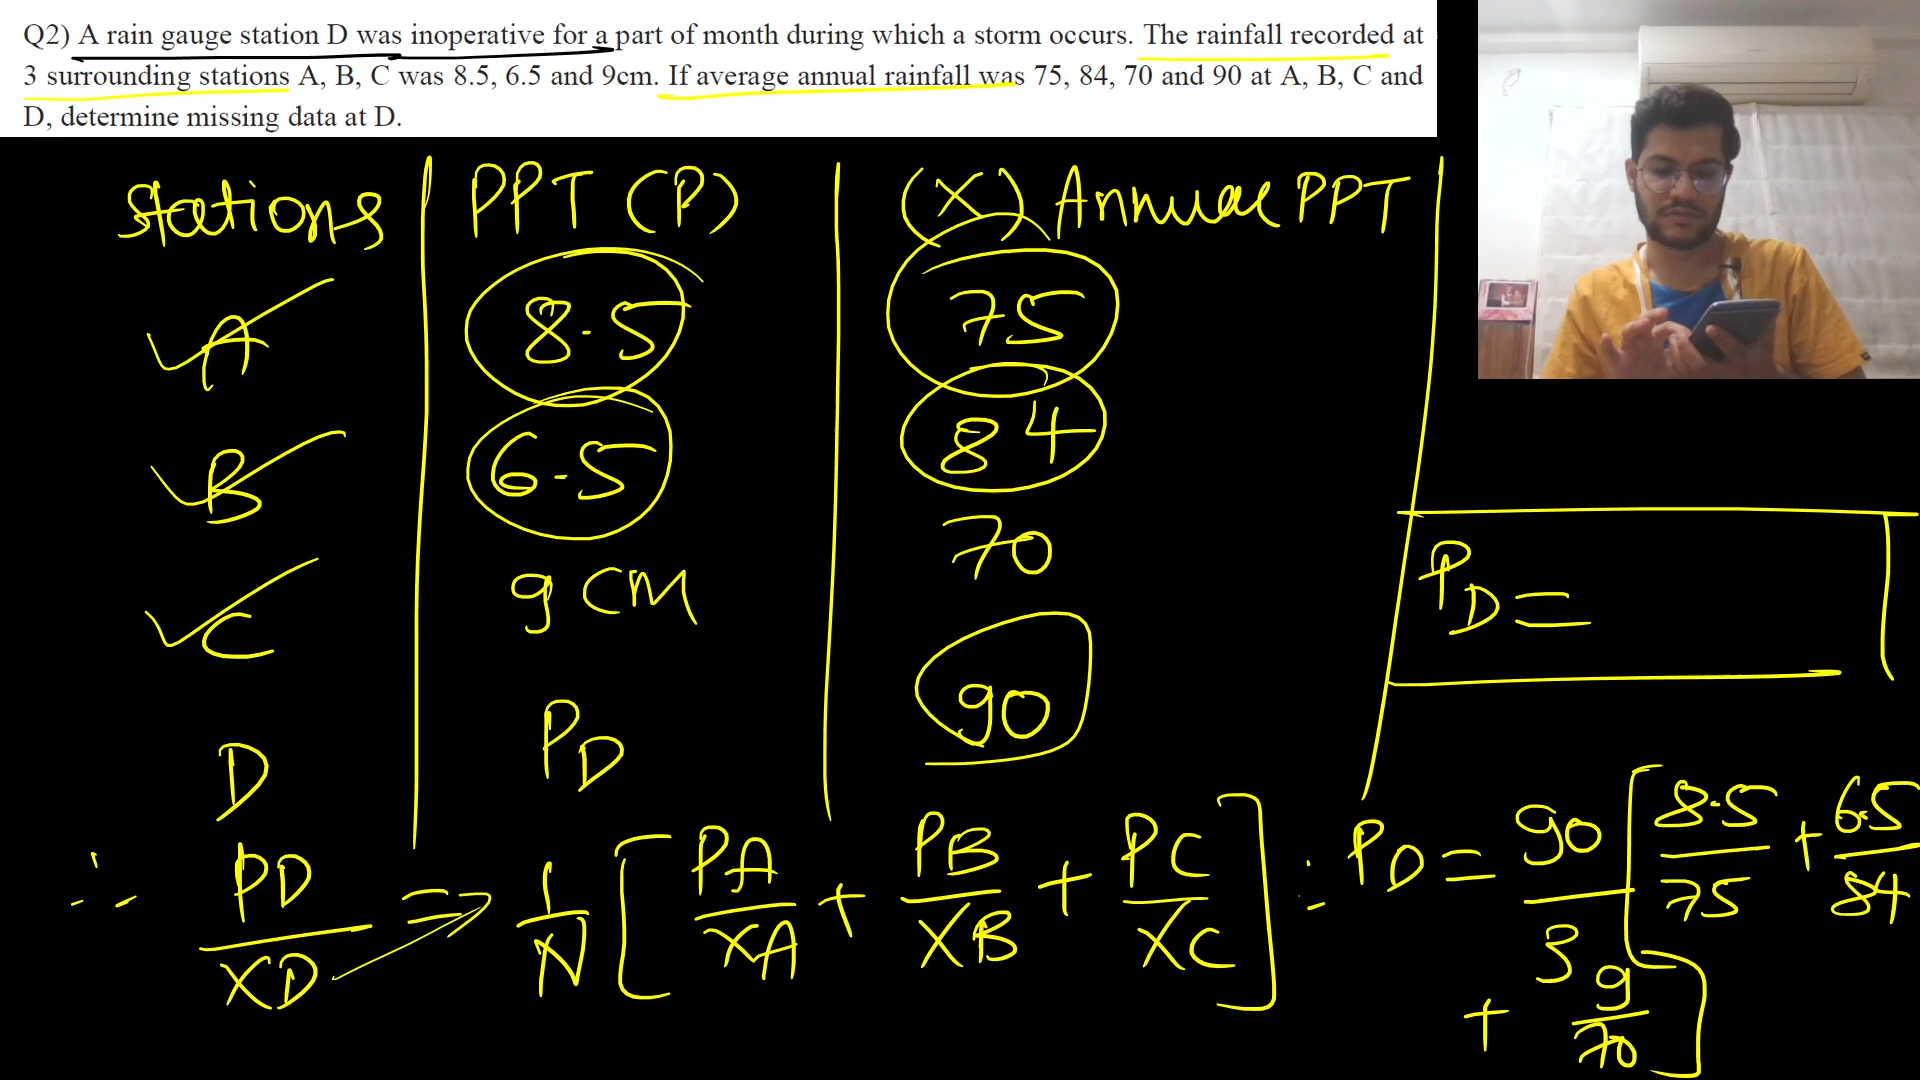 Q2) A rain gauge station D was inoperative for a part of month during which a storm occurs. The rainfall recorded at
3 surrounding stations A, B, C was 8.5, 6.5 and 9cm. If average annual rainfall was 75, 84, 70 and 90 at A, B, C and
D, determine missing data at D.
Stations PPT (P) (X) Annual PPT
A 8.5 75
B 6.5 84
C 9 cm 70
D PD 90
PD =
∴ PD/XD = 1/N [PA/XA + PB/XB + PC/XC] ∴ PD = 90/3 [8.5/75 + 6.5/84
+ 9/70]